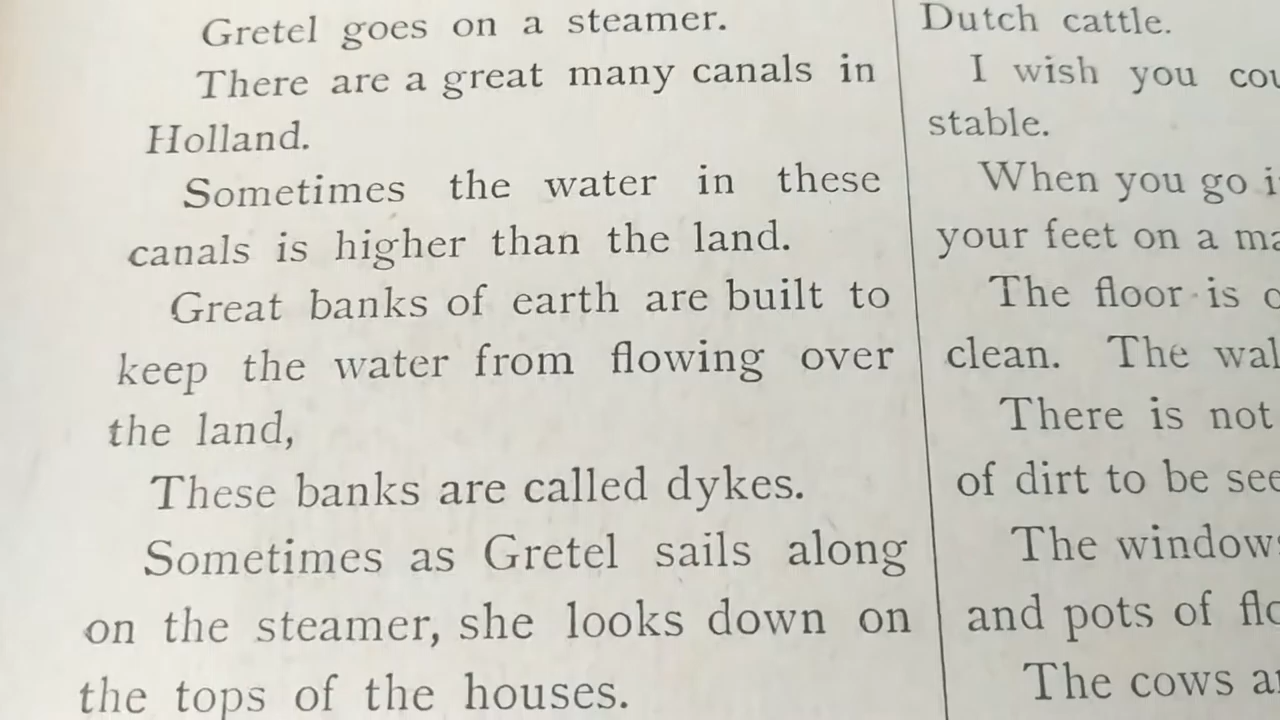 Gretel goes on a steamer.
There are a great many canals in
Holland.
Sometimes the water in these
canals is higher than the land.
Great banks of earth are built to
keep the water from flowing over
the land,
These banks are called dykes.
Sometimes as Gretel sails along
on the steamer, she looks down on
the tops of the houses.
Dutch cattle.
I wish you
stable.
When you go
your feet on a
The floor is
clean. The
There is not
of dirt to be
The
and pots of
The cows